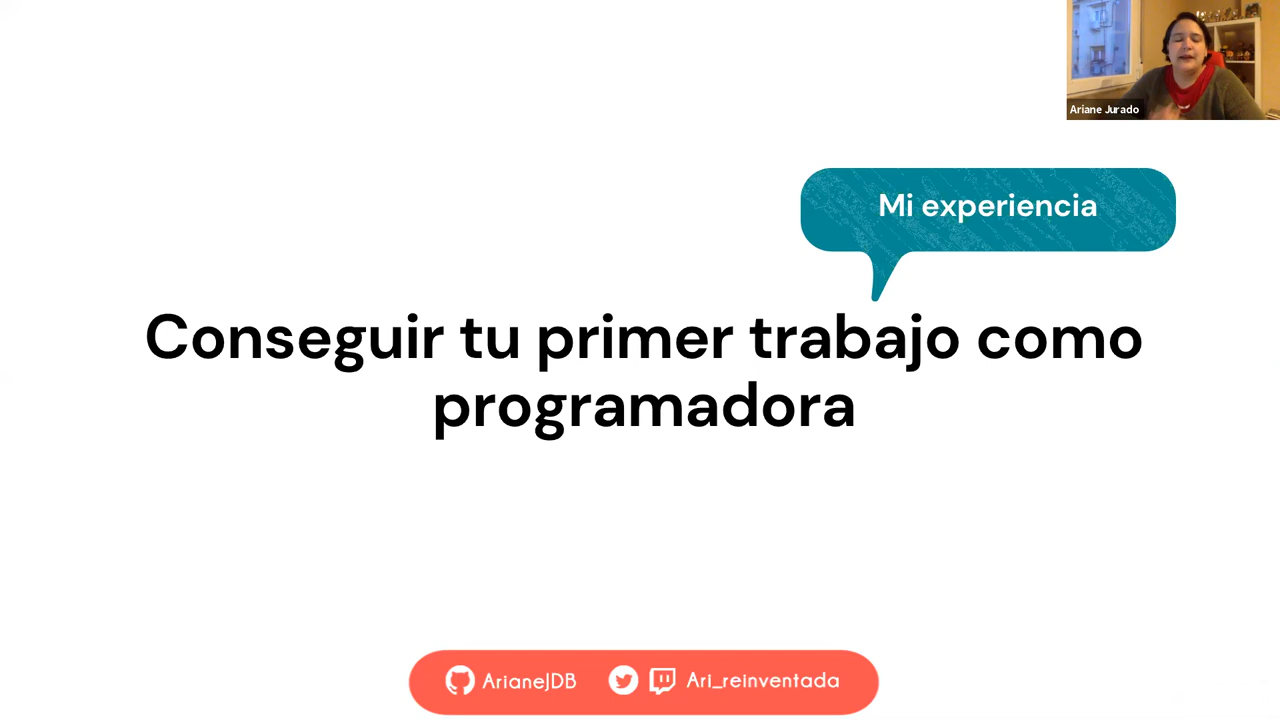 Ariane Jurado
Mi experiencia
Conseguir tu primer trabajo como
programadora
ArianeJDB
Ari_reinventada